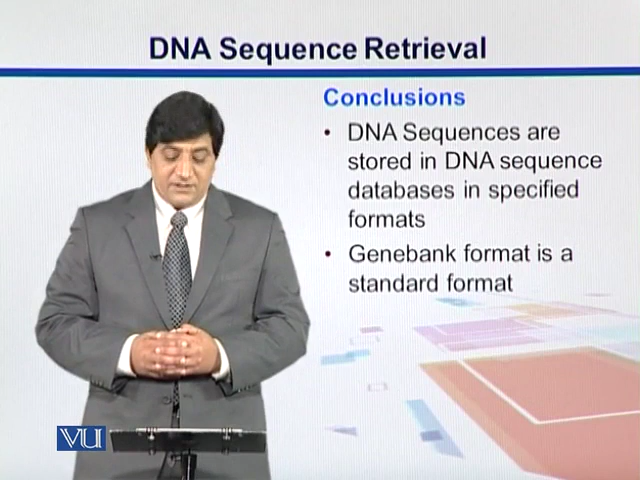 DNA Sequence Retrieval
Conclusions
• DNA Sequences are
stored in DNA sequence
databases in specified
formats
• Genebank format is a
standard format
VU